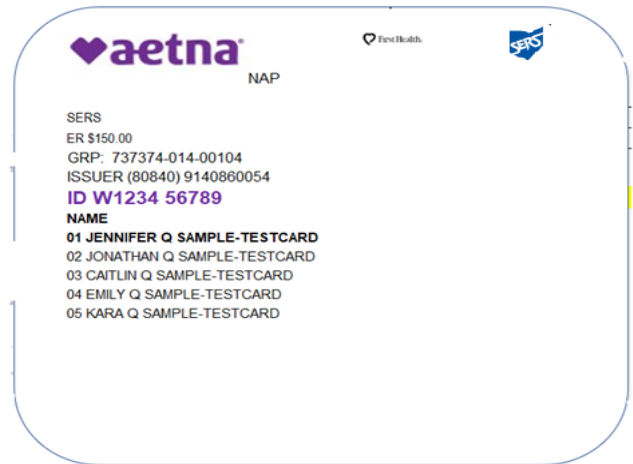 aetna
First Health.
SERS
NAP
SERS
ER $150.00
GRP: 737374-014-00104
ISSUER (80840) 9140860054
ID W1234 56789
NAME
01 JENNIFER Q SAMPLE-TESTCARD
02 JONATHAN Q SAMPLE-TESTCARD
03 CAITLIN Q SAMPLE-TESTCARD
04 EMILY Q SAMPLE-TESTCARD
05 KARA Q SAMPLE-TESTCARD